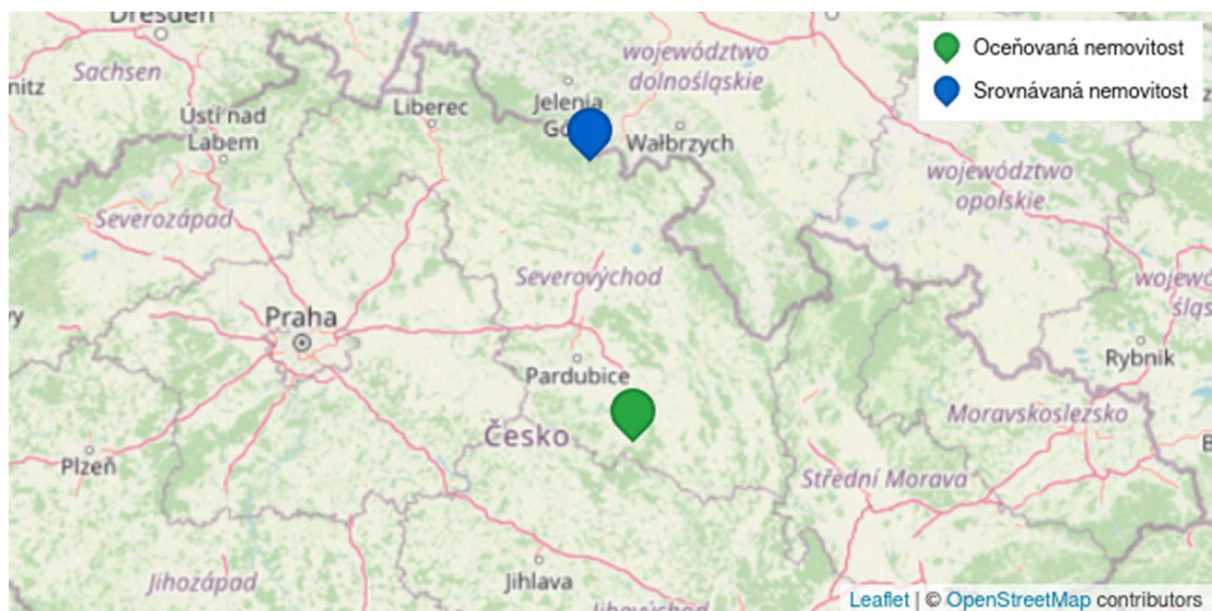 Dresden
województwo
dolnośląskie
Oceňovaná nemovitost
Srovnávaná nemovitost
Sachsen
nitz
Ústí nad
Labem
Liberec
Jelenia
Wałbrzych
województwo
opolskie
Severozápad
Severovýchod
Praha
Rybnik
Pardubice
Česko
Moravskoslezsko
Plzeň
Střední Morava
Jihozápad
Jihlava
Jihovýchod
Leaflet | © OpenStreetMap contributors